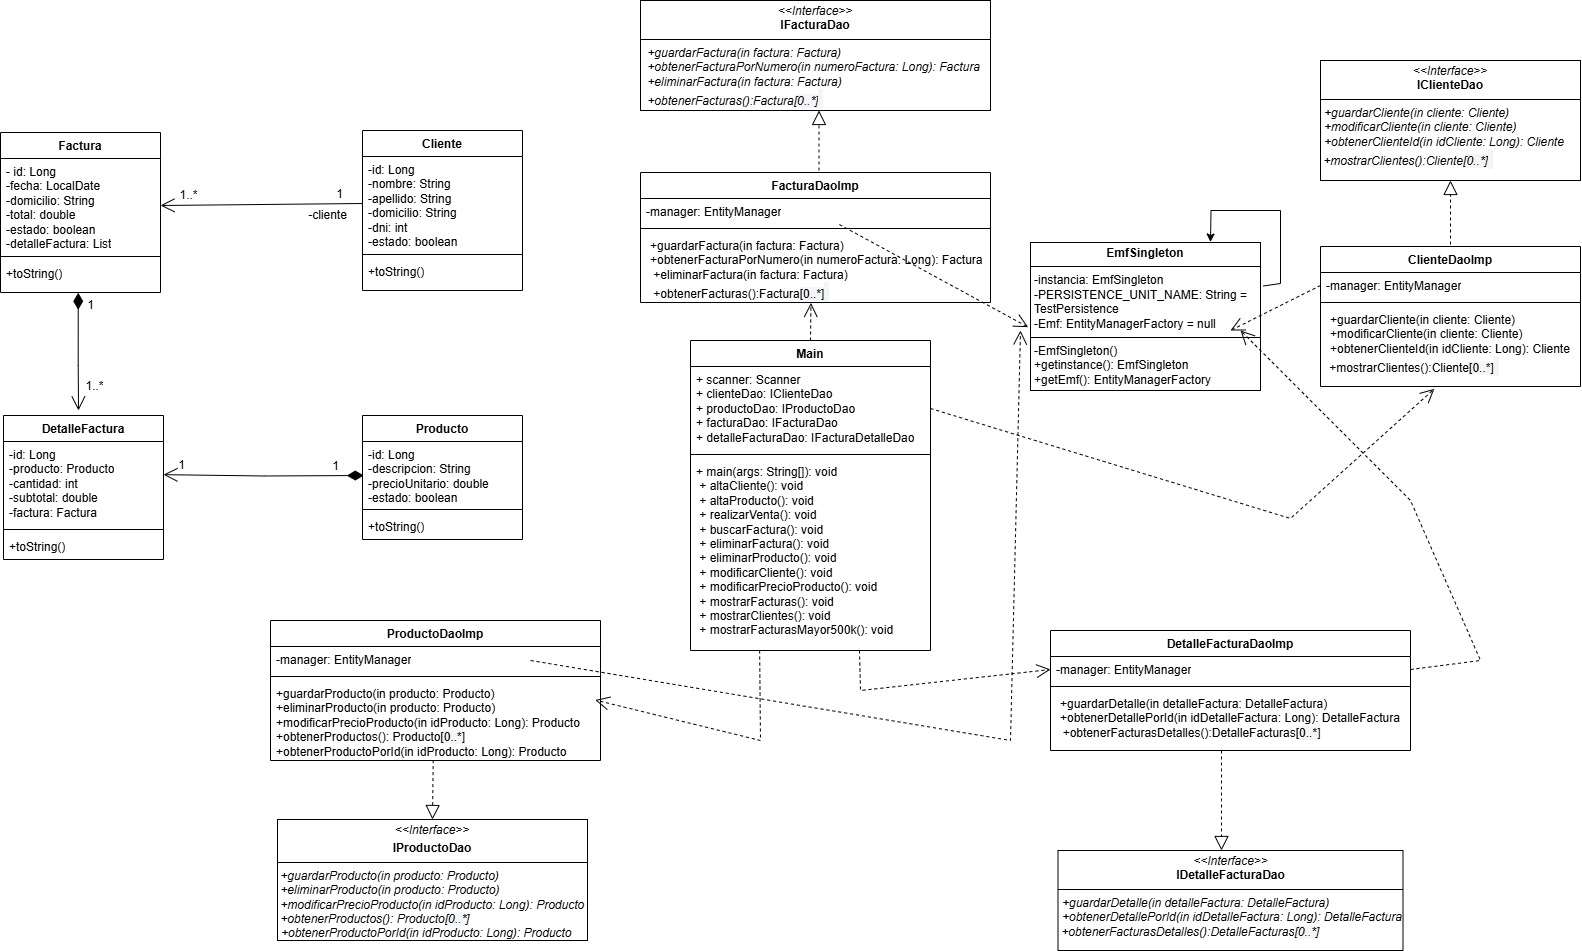 <<Interface>>
IFacturaDao
+guardarFactura(in factura: Factura)
+obtenerFacturaPorNumero(in numeroFactura: Long): Factura
+eliminarFactura(in factura: Factura)
+obtenerFacturas():Factura[0..*]
<<Interface>>
IClienteDao
+guardarCliente(in cliente: Cliente)
+modificarCliente(in cliente: Cliente)
+obtenerClienteId(in idCliente: Long): Cliente
+mostrarClientes():Cliente[0..*]
Factura
- id: Long
-fecha: LocalDate
-domicilio: String
-total: double
-estado: boolean
-detalleFactura: List
+toString()
1..*
1
-cliente
Cliente
-id: Long
-nombre: String
-apellido: String
-domicilio: String
-dni: int
-estado: boolean
+toString()
FacturaDaoImp
-manager: EntityManager
+guardarFactura(in factura: Factura)
+obtenerFacturaPorNumero(in numeroFactura: Long): Factura
+eliminarFactura(in factura: Factura)
+obtenerFacturas():Factura[0..*]
EmfSingleton
-instancia: EmfSingleton
-PERSISTENCE_UNIT_NAME: String =
TestPersistence
-Emf: EntityManagerFactory = null
-EmfSingleton()
+getinstance(): EmfSingleton
+getEmf(): EntityManagerFactory
ClienteDaoImp
-manager: EntityManager
+guardarCliente(in cliente: Cliente)
+modificarCliente(in cliente: Cliente)
+obtenerClienteId(in idCliente: Long): Cliente
+mostrarClientes():Cliente[0..*]
1
1..*
DetalleFactura
-id: Long
-producto: Producto
-cantidad: int
-subtotal: double
-factura: Factura
+toString()
1
1
Producto
-id: Long
-descripcion: String
-precioUnitario: double
-estado: boolean
+toString()
Main
+ scanner: Scanner
+ clienteDao: IClienteDao
+ productoDao: IProductoDao
+ facturaDao: IFacturaDao
+ detalleFacturaDao: IFacturaDetalleDao
+ main(args: String[]): void
+ altaCliente(): void
+ altaProducto(): void
+ realizarVenta(): void
+ buscarFactura(): void
+ eliminarFactura(): void
+ eliminarProducto(): void
+ modificarCliente(): void
+ modificarPrecioProducto(): void
+ mostrarFacturas(): void
+ mostrarClientes(): void
+ mostrarFacturasMayor500k(): void
ProductoDaoImp
-manager: EntityManager
+guardarProducto(in producto: Producto)
+eliminarProducto(in producto: Producto)
+modificarPrecioProducto(in idProducto: Long): Producto
+obtenerProductos(): Producto[0..*]
+obtenerProductoPorId(in idProducto: Long): Producto
DetalleFacturaDaoImp
-manager: EntityManager
+guardarDetalle(in detalleFactura: DetalleFactura)
+obtenerDetallePorId(in idDetalleFactura: Long): DetalleFactura
+obtenerFacturasDetalles():DetalleFacturas[0..*]
<<Interface>>
IProductoDao
+guardarProducto(in producto: Producto)
+eliminarProducto(in producto: Producto)
+modificarPrecioProducto(in idProducto: Long): Producto
+obtenerProductos(): Producto[0..*]
+obtenerProductoPorId(in idProducto: Long): Producto
<<Interface>>
IDetalleFacturaDao
+guardarDetalle(in detalleFactura: DetalleFactura)
+obtenerDetallePorId(in idDetalleFactura: Long): DetalleFactura
+obtenerFacturasDetalles():DetalleFacturas[0..*]